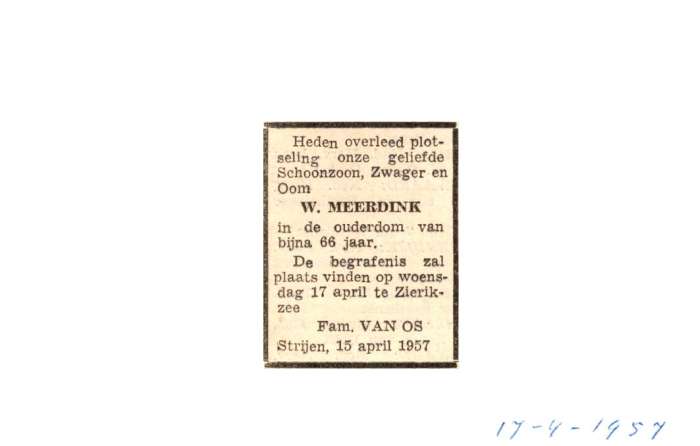 Heden overleed plot-
seling onze geliefde
Schoonzoon, Zwager en
Oom
W. MEERDINK
in de ouderdom van
bijna 66 jaar.
De begrafenis zal
plaats vinden op woens-
dag 17 april te Zierik-
zee
Fam. VAN OS
Strijen, 15 april 1957
17-4-1957